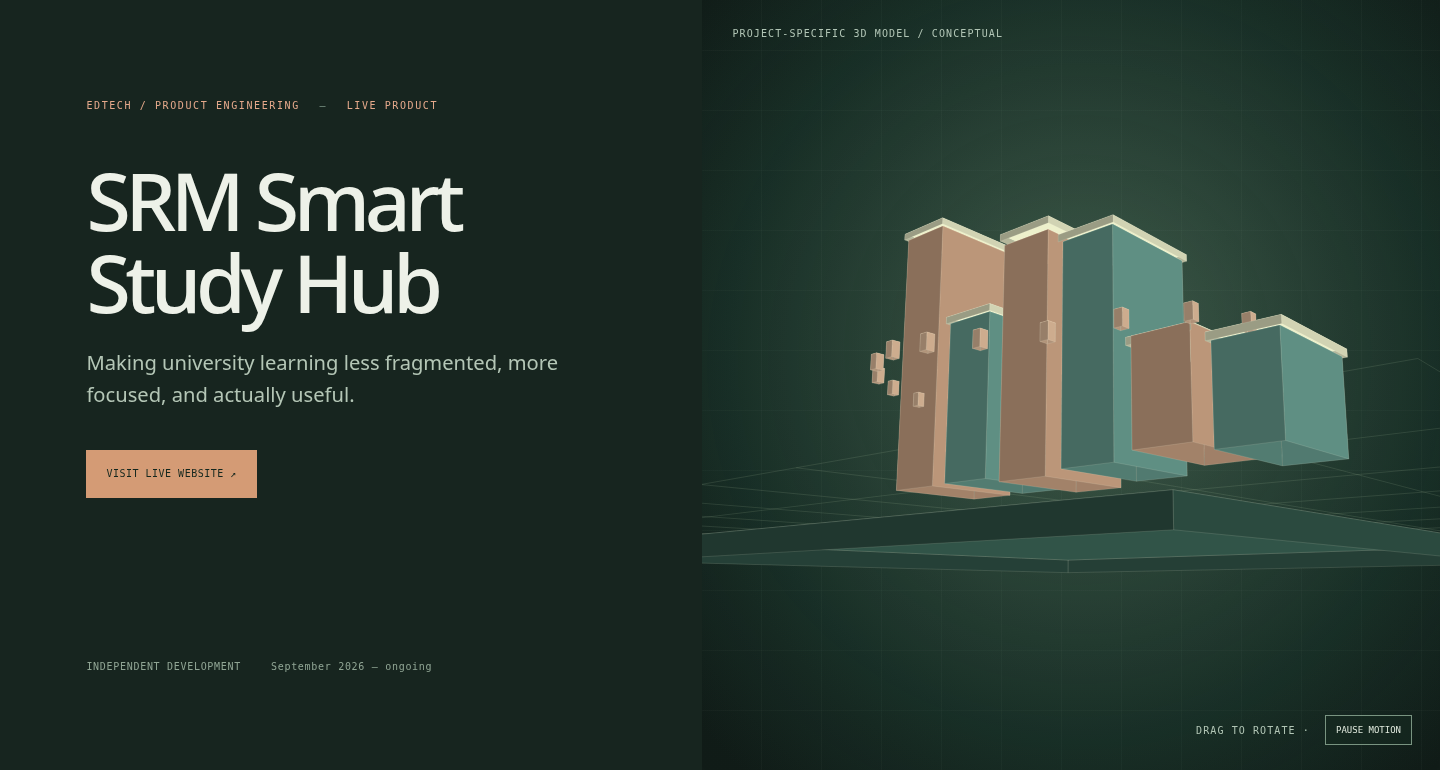 PROJECT-SPECIFIC 3D MODEL / CONCEPTUAL
EDTECH / PRODUCT ENGINEERING — LIVE PRODUCT
SRM Smart
Study Hub
Making university learning less fragmented, more
focused, and actually useful.
VISIT LIVE WEBSITE ↗
INDEPENDENT DEVELOPMENT September 2026 — ongoing
DRAG TO ROTATE ·
PAUSE MOTION